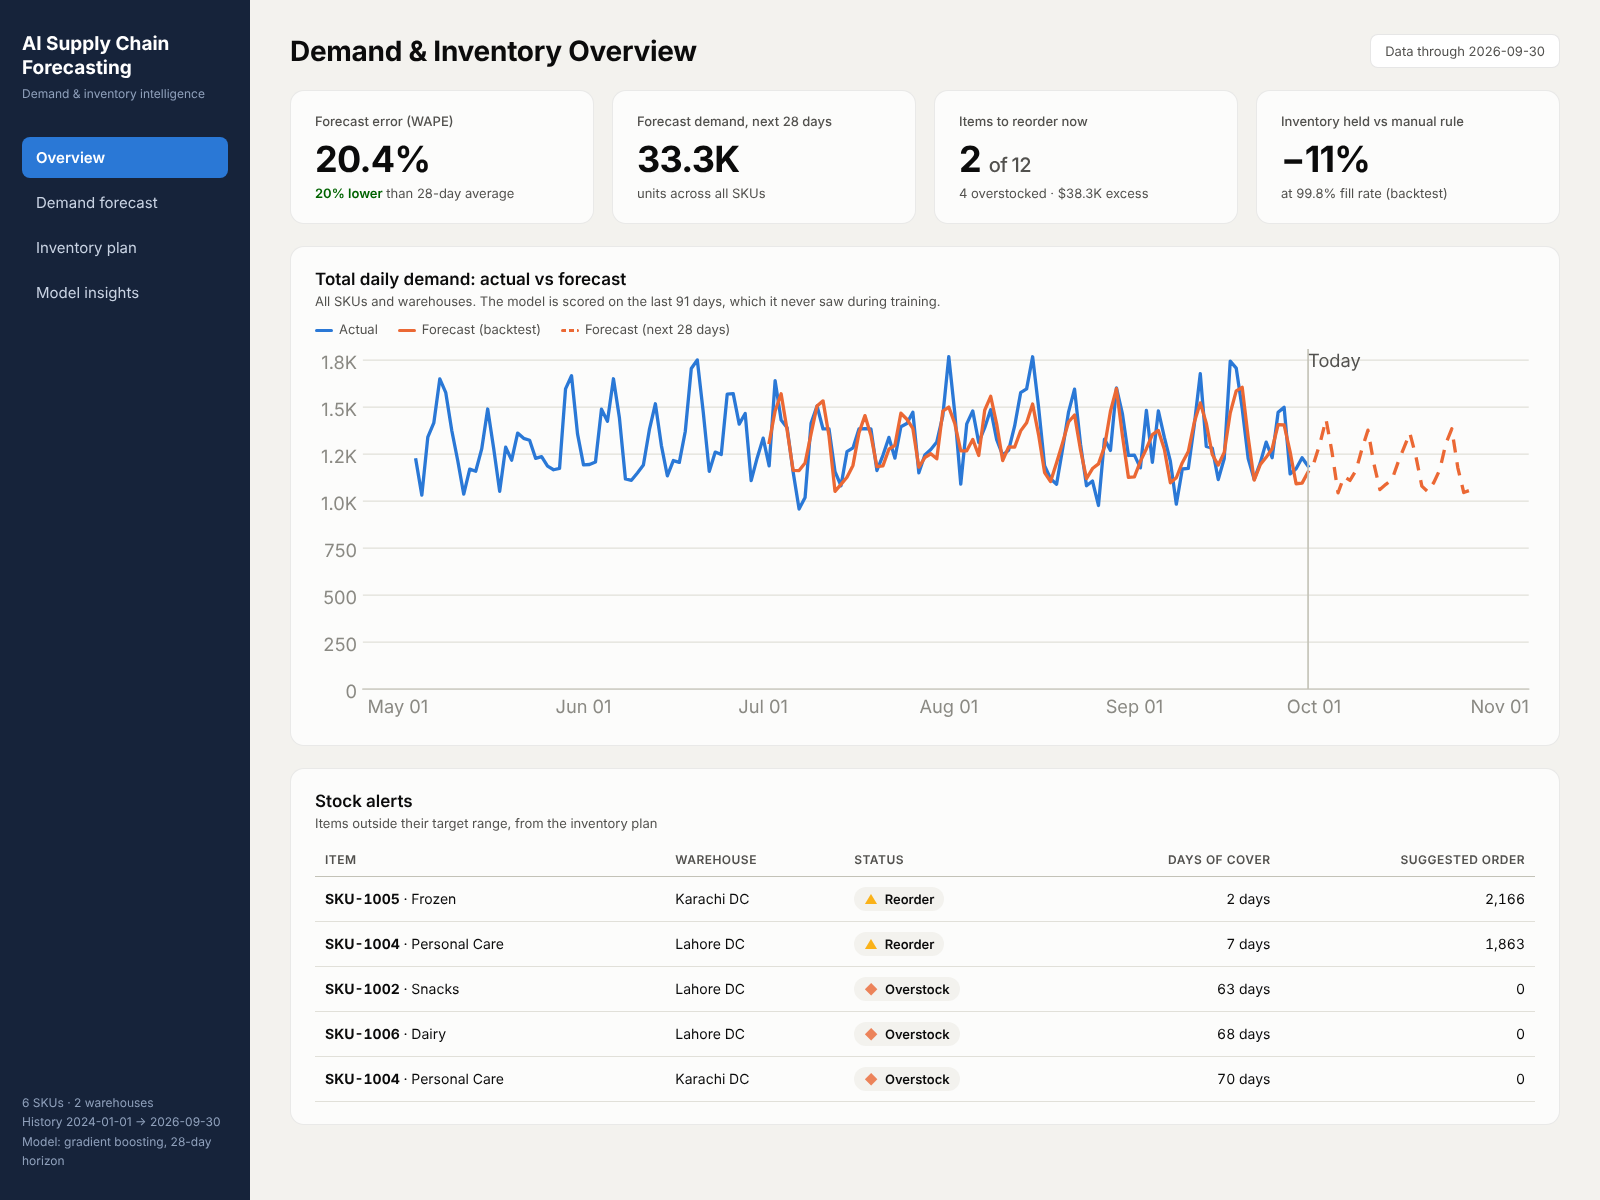 AI Supply Chain
Forecasting
Demand & inventory intelligence
Overview
Demand forecast
Inventory plan
Model insights
6 SKUs · 2 warehouses
History 2024-01-01 → 2026-09-30
Model: gradient boosting, 28-day
horizon
Demand & Inventory Overview
Data through 2026-09-30
Forecast error (WAPE)
20.4%
20% lower than 28-day average
Forecast demand, next 28 days
33.3K
units across all SKUs
Items to reorder now
2 of 12
4 overstocked · $38.3K excess
Inventory held vs manual rule
−11%
at 99.8% fill rate (backtest)
Total daily demand: actual vs forecast
All SKUs and warehouses. The model is scored on the last 91 days, which it never saw during training.
Actual Forecast (backtest) Forecast (next 28 days)
Today
1.8K
1.5K
1.2K
1.0K
750
500
250
0
May 01 Jun 01 Jul 01 Aug 01 Sep 01 Oct 01 Nov 01
Stock alerts
Items outside their target range, from the inventory plan
ITEM WAREHOUSE STATUS DAYS OF COVER SUGGESTED ORDER
SKU-1005 · Frozen Karachi DC Reorder 2 days 2,166
SKU-1004 · Personal Care Lahore DC Reorder 7 days 1,863
SKU-1002 · Snacks Lahore DC Overstock 63 days 0
SKU-1006 · Dairy Lahore DC Overstock 68 days 0
SKU-1004 · Personal Care Karachi DC Overstock 70 days 0